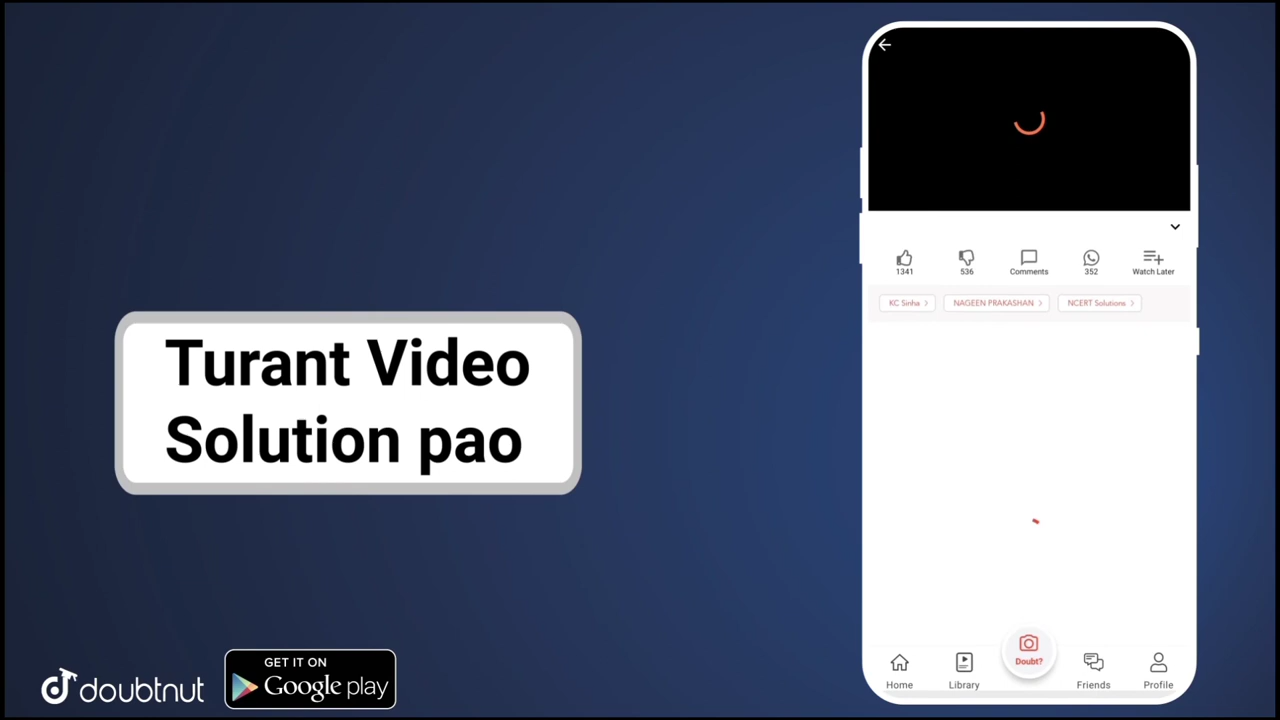 Turant Video
Solution pao
doubtnut
GET IT ON
Google play
1341
536
Comments
352
Watch Later
KC Sinha
NAGEEN PRAKASHAN
NCERT Solutions
Doubt?
Home
Library
Friends
Profile